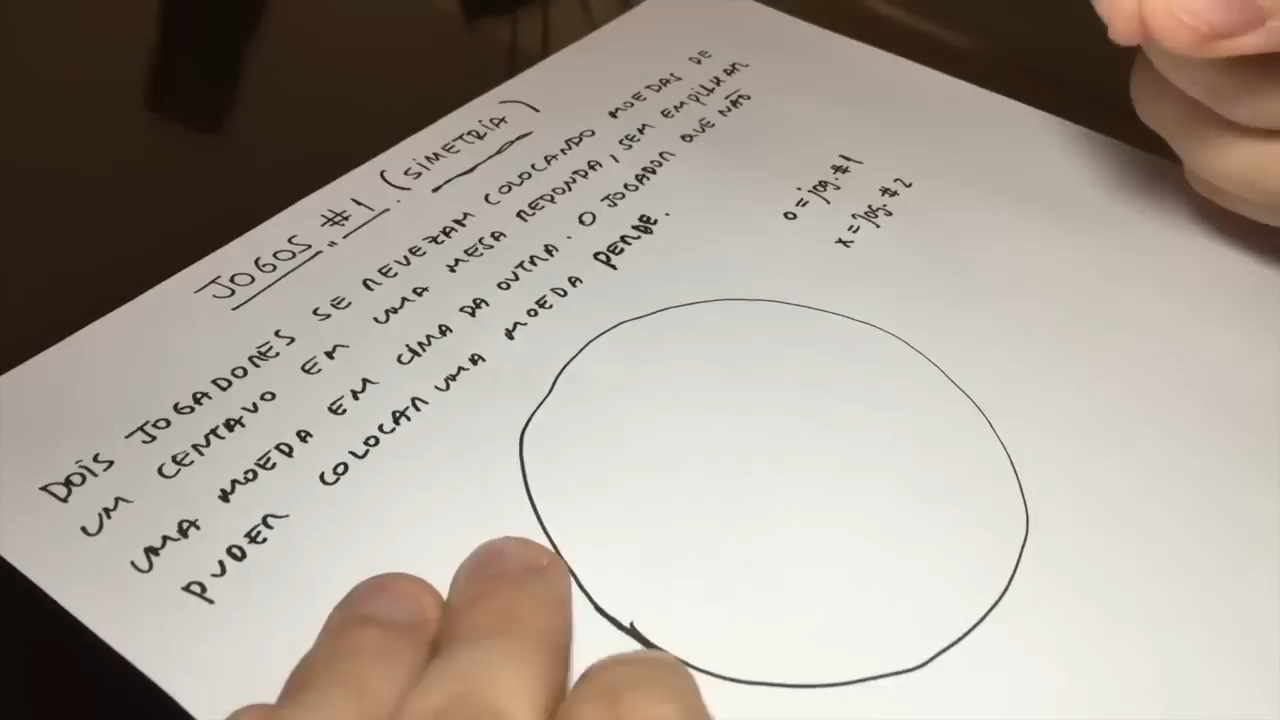 JOGOS #1. (SIMETRIA)
DOIS JOGADORES SE REVEZAM COLOCANDO MOEDAS DE
UM CENTAVO EM UMA MESA REDONDA, SEM EMPILHAR
UMA MOEDA EM CIMA DA OUTRA. O JOGADOR QUE NÃO
PUDER COLOCAR UMA MOEDA PERDE.
o = jog. #1
x = jog. #2